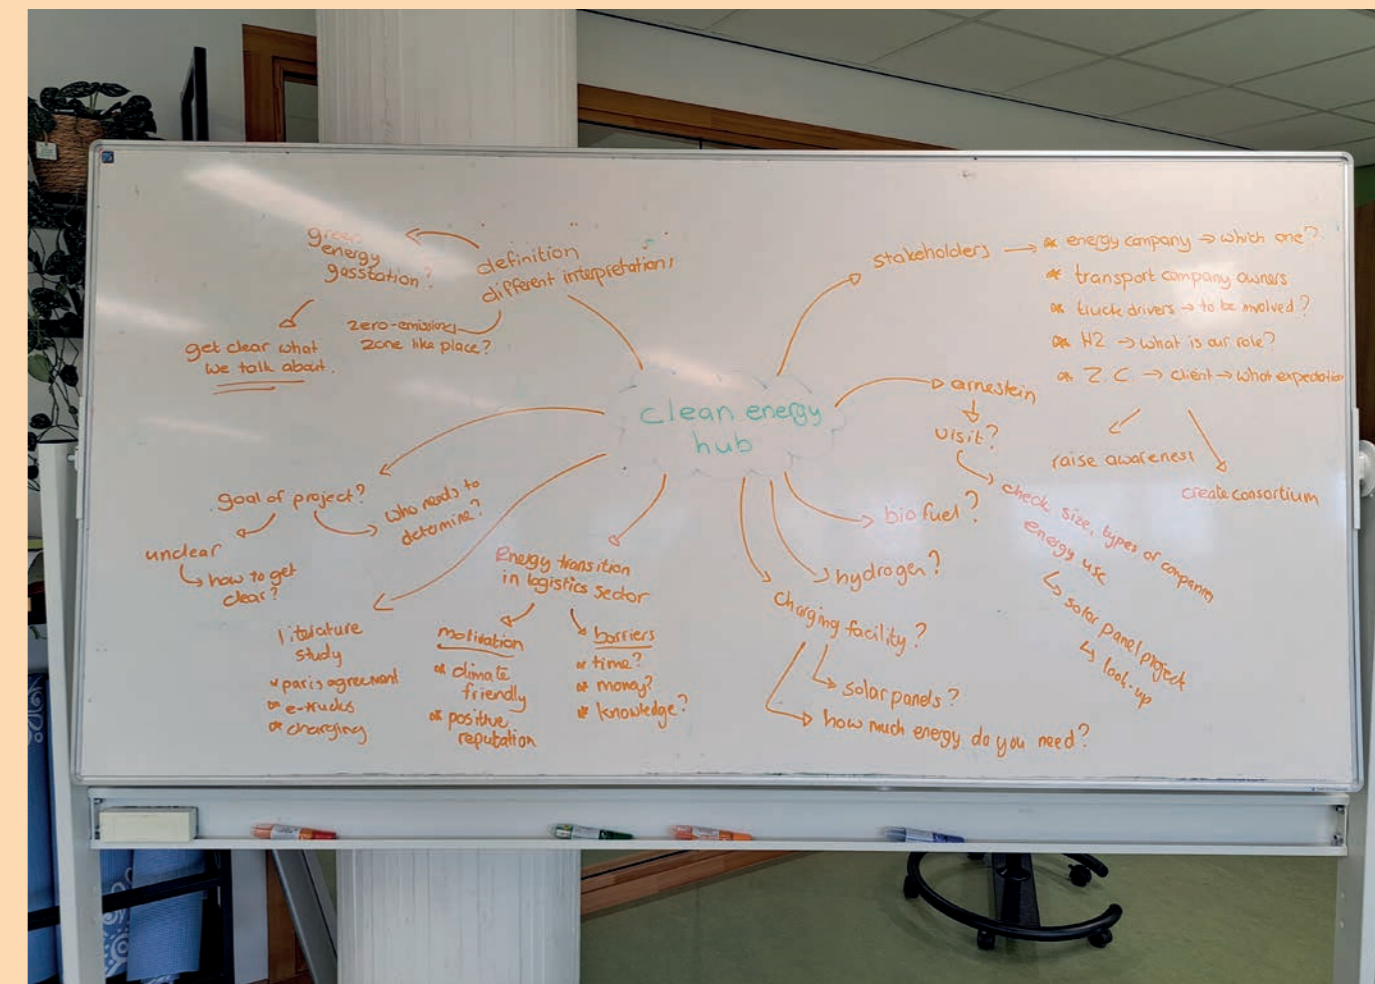 clean energy
hub
definition
different interpretations
green
energy
gasstation?
get clear what
we talk about.
zero-emissions
zone like place?
stakeholders
energy company → which one?
transport company owners
truck drivers → to be involved?
H2 → what is our role?
Z.C → client → what expectation
raise awareness
create consortium
arnestein
visit?
check size, types of companies
energy use
solar panel project
look-up
bio fuel?
hydrogen?
charging facility?
solar panels?
how much energy do you need?
Energy transition
in logistics sector
motivation
climate
friendly
positive
reputation
barriers
time?
money?
knowledge?
literature
study
paris agreement
e-trucks
charging
goal of project?
unclear
how to get
clear?
who needs to
determine?